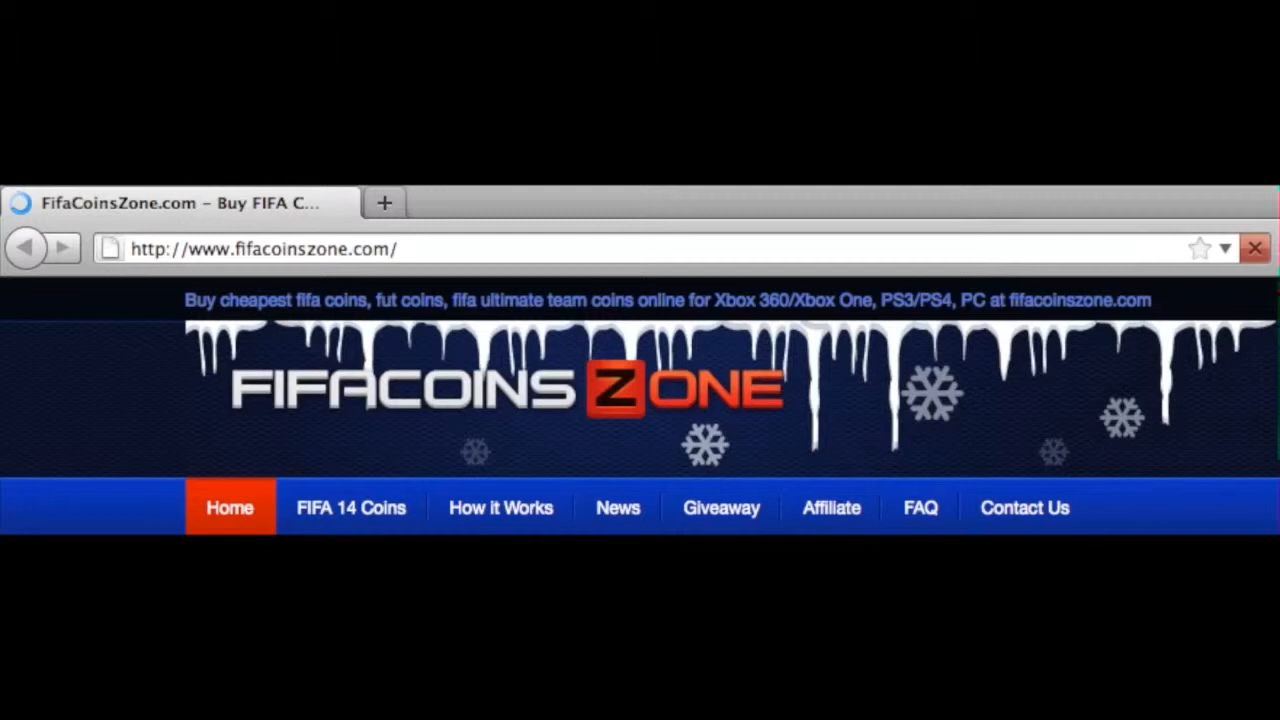 FifaCoinsZone.com – Buy FIFA C...
http://www.fifacoinszone.com/
Buy cheapest fifa coins, fut coins, fifa ultimate team coins online for Xbox 360/Xbox One, PS3/PS4, PC at fifacoinszone.com
FIFACOINS ZONE
Home FIFA 14 Coins How it Works News Giveaway Affiliate FAQ Contact Us